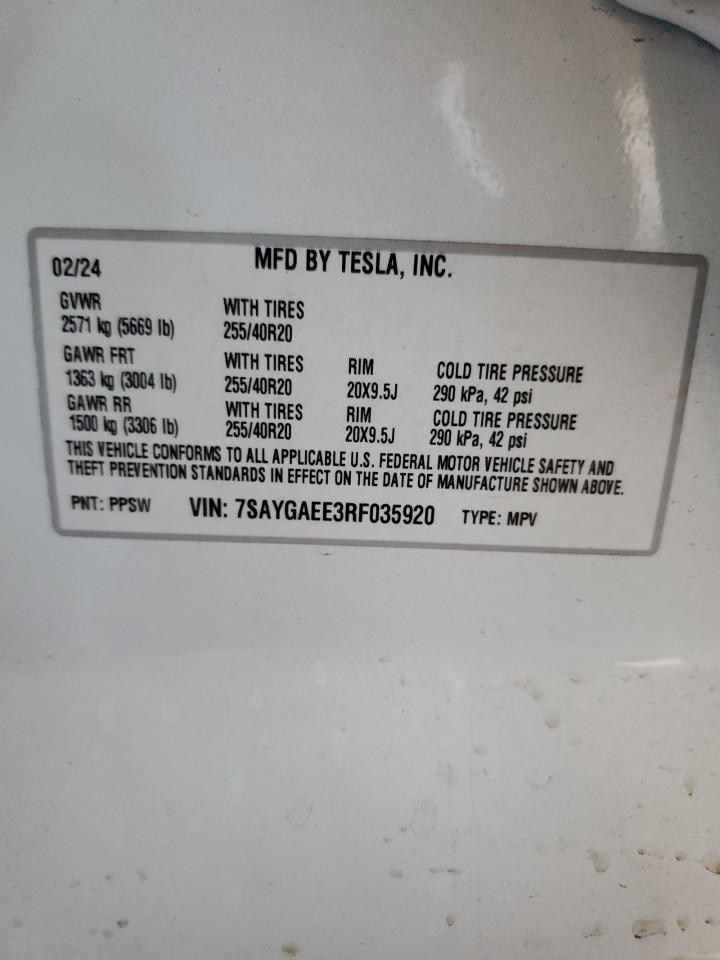 02/24 MFD BY TESLA, INC.
GVWR WITH TIRES
2571 kg (5669 lb) 255/40R20
GAWR FRT WITH TIRES RIM COLD TIRE PRESSURE
1363 kg (3004 lb) 255/40R20 20X9.5J 290 kPa, 42 psi
GAWR RR WITH TIRES RIM COLD TIRE PRESSURE
1500 kg (3306 lb) 255/40R20 20X9.5J 290 kPa, 42 psi
THIS VEHICLE CONFORMS TO ALL APPLICABLE U.S. FEDERAL MOTOR VEHICLE SAFETY AND
THEFT PREVENTION STANDARDS IN EFFECT ON THE DATE OF MANUFACTURE SHOWN ABOVE.
PNT: PPSW VIN: 7SAYGAEE3RF035920 TYPE: MPV